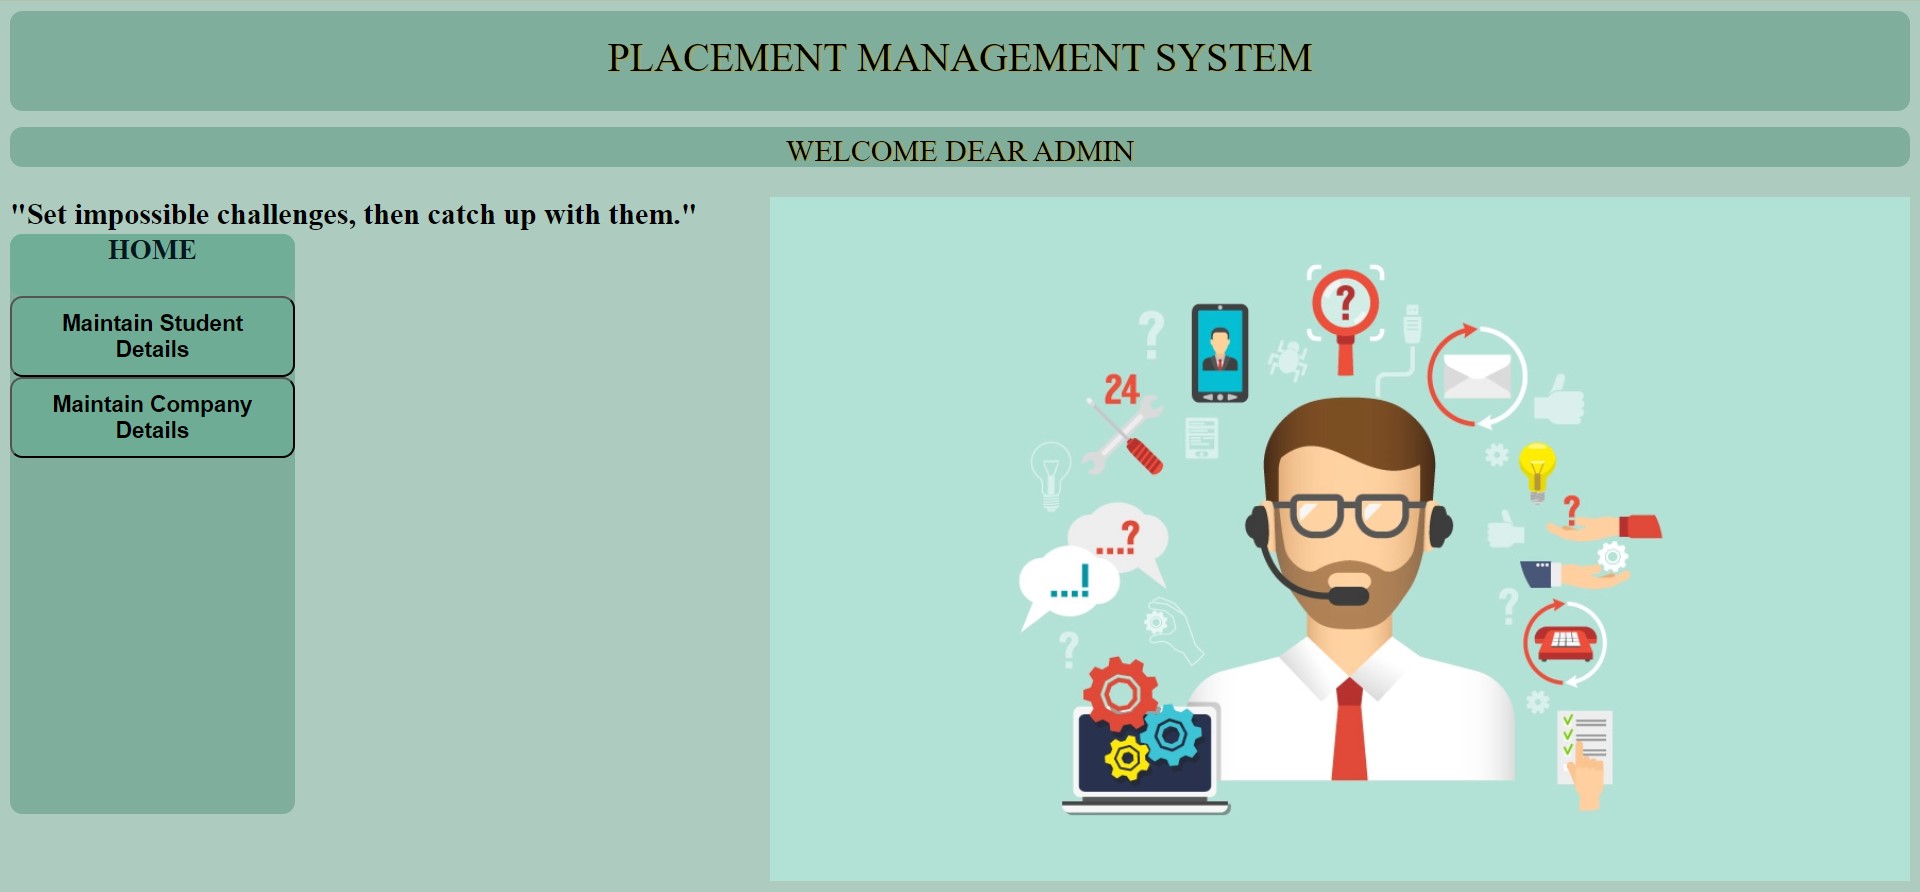 PLACEMENT MANAGEMENT SYSTEM
WELCOME DEAR ADMIN
"Set impossible challenges, then catch up with them."
HOME
Maintain Student
Details
Maintain Company
Details
?
?
24
....?
...!
?
?
?